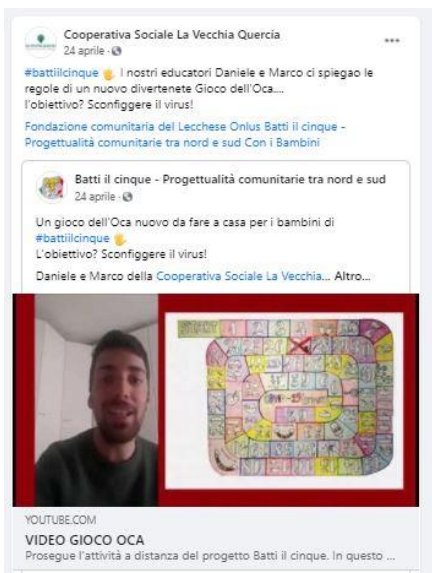 Cooperativa Sociale La Vecchia Quercia
24 aprile ·
#battiilcinque 🖐 I nostri educatori Daniele e Marco ci spiegao le
regole di un nuovo divertenete Gioco dell'Oca....
l'obiettivo? Sconfiggere il virus!
Fondazione comunitaria del Lecchese Onlus Batti il cinque -
Progettualità comunitarie tra nord e sud Con i Bambini
Batti il cinque - Progettualità comunitarie tra nord e sud
24 aprile ·
Un gioco dell'Oca nuovo da fare a casa per i bambini di
#battiilcinque 🖐
L'obiettivo? Sconfiggere il virus!
Daniele e Marco della Cooperativa Sociale La Vecchia... Altro...
START
YOUTUBE.COM
VIDEO GIOCO OCA
Prosegue l'attività a distanza del progetto Batti il cinque. In questo ...